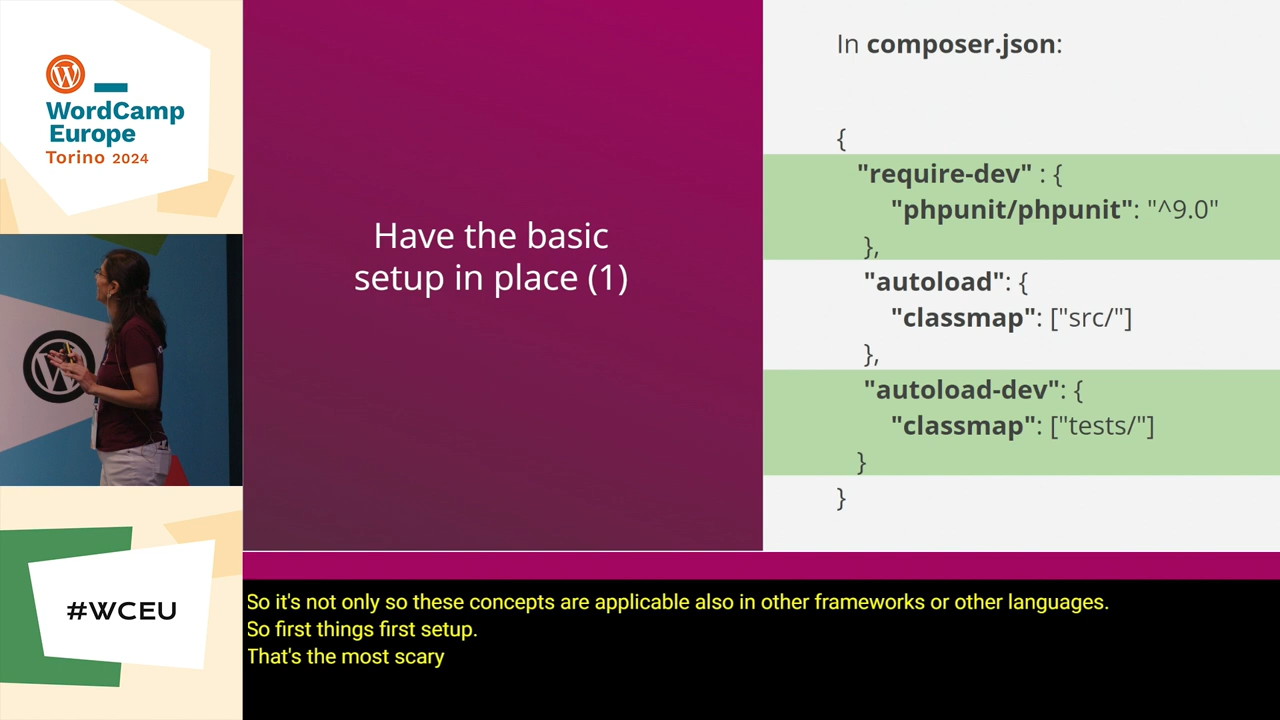 WordCamp
Europe
Torino 2024
Have the basic
setup in place (1)
In composer.json:
{
"require-dev" : {
"phpunit/phpunit": "^9.0"
},
"autoload": {
"classmap": ["src/"]
},
"autoload-dev": {
"classmap": ["tests/"]
}
}
#WCEU
So it's not only so these concepts are applicable also in other frameworks or other languages.
So first things first setup.
That's the most scary